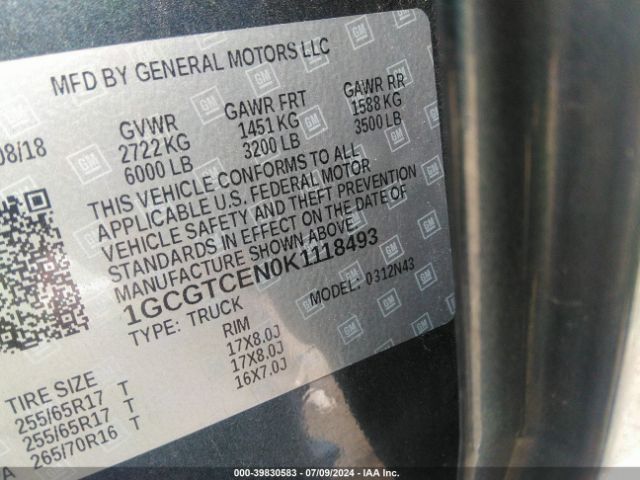 MFD BY GENERAL MOTORS LLC
08/18
GVWR GAWR FRT GAWR RR
2722 KG 1451 KG 1588 KG
6000 LB 3200 LB 3500 LB
THIS VEHICLE CONFORMS TO ALL
APPLICABLE U.S. FEDERAL MOTOR
VEHICLE SAFETY AND THEFT PREVENTION
STANDARDS IN EFFECT ON THE DATE OF
MANUFACTURE SHOWN ABOVE.
1GCGTCEN0K1118493
TYPE: TRUCK MODEL: 0312N43
TIRE SIZE RIM
255/65R17 T 17X8.0J
255/65R17 T 17X8.0J
265/70R16 T 16X7.0J
GM
000-39830583 / 07/09/2024 - IAA Inc.